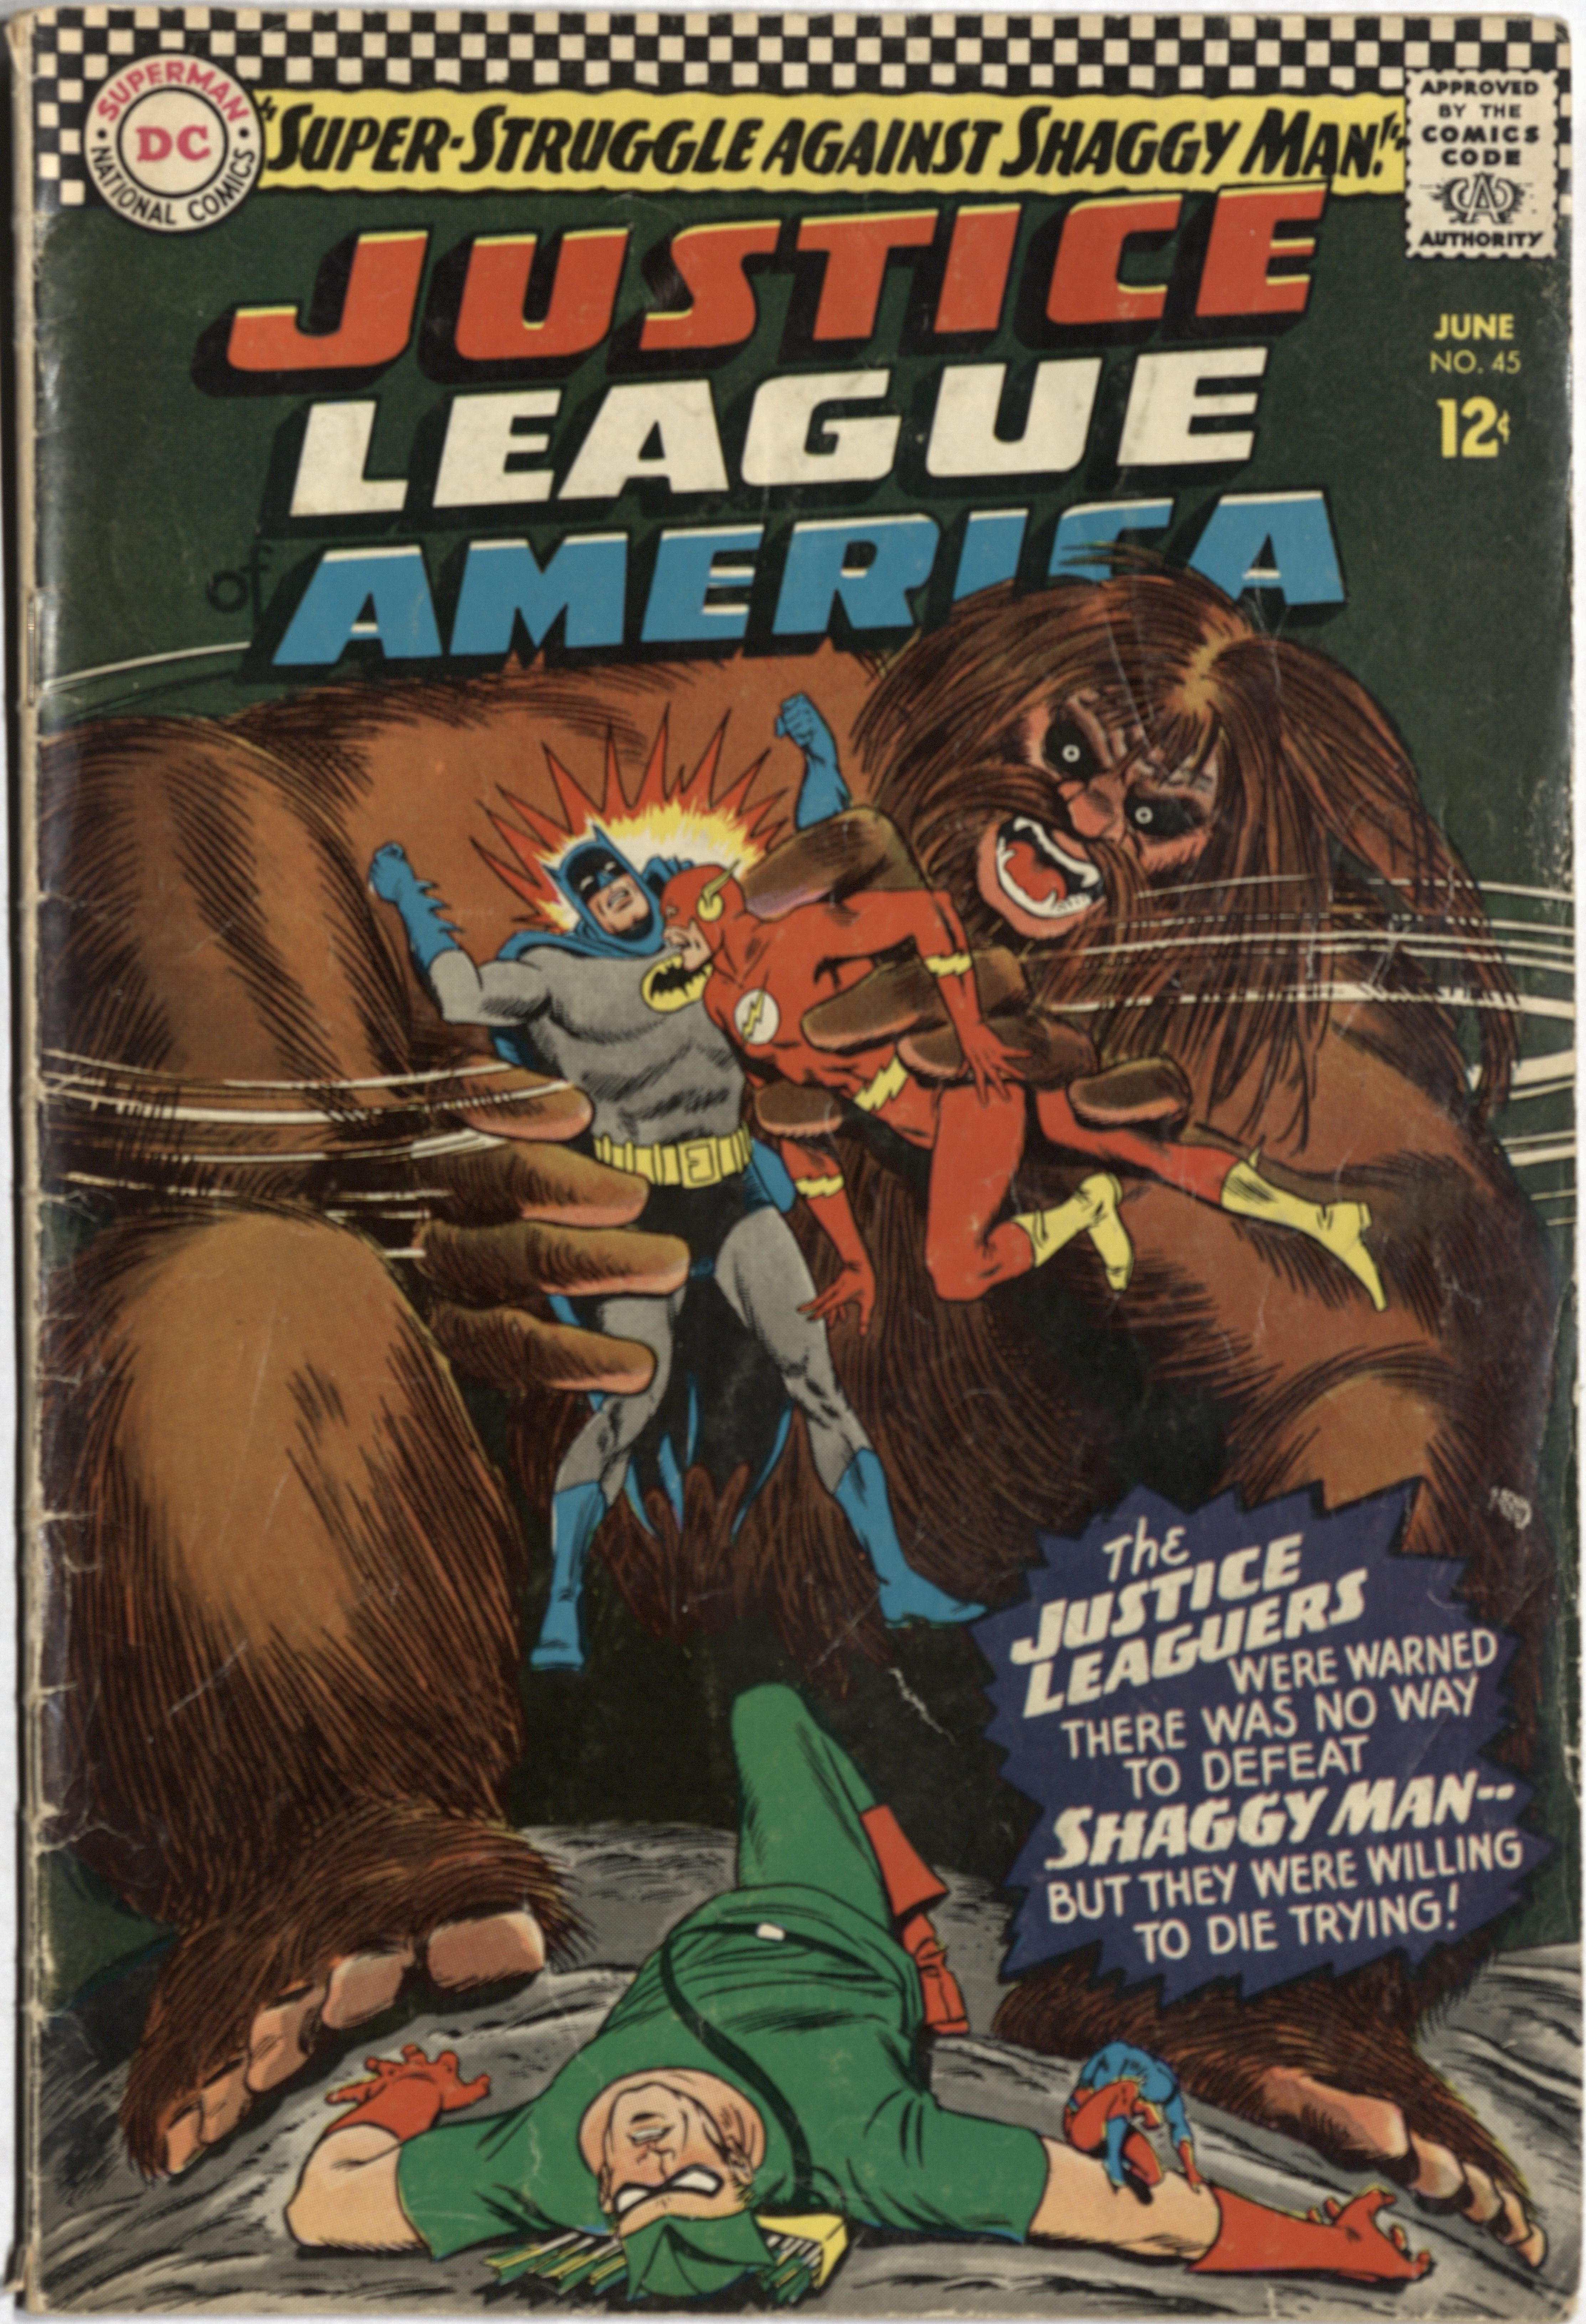 SUPERMAN
DC
NATIONAL COMICS
"SUPER-STRUGGLE AGAINST SHAGGY MAN!"
APPROVED
BY THE
COMICS
CODE
CA
AUTHORITY
JUSTICE
LEAGUE
of AMERICA
JUNE
NO. 45
12¢
The
JUSTICE
LEAGUERS
WERE WARNED
THERE WAS NO WAY
TO DEFEAT
SHAGGY MAN--
BUT THEY WERE WILLING
TO DIE TRYING!